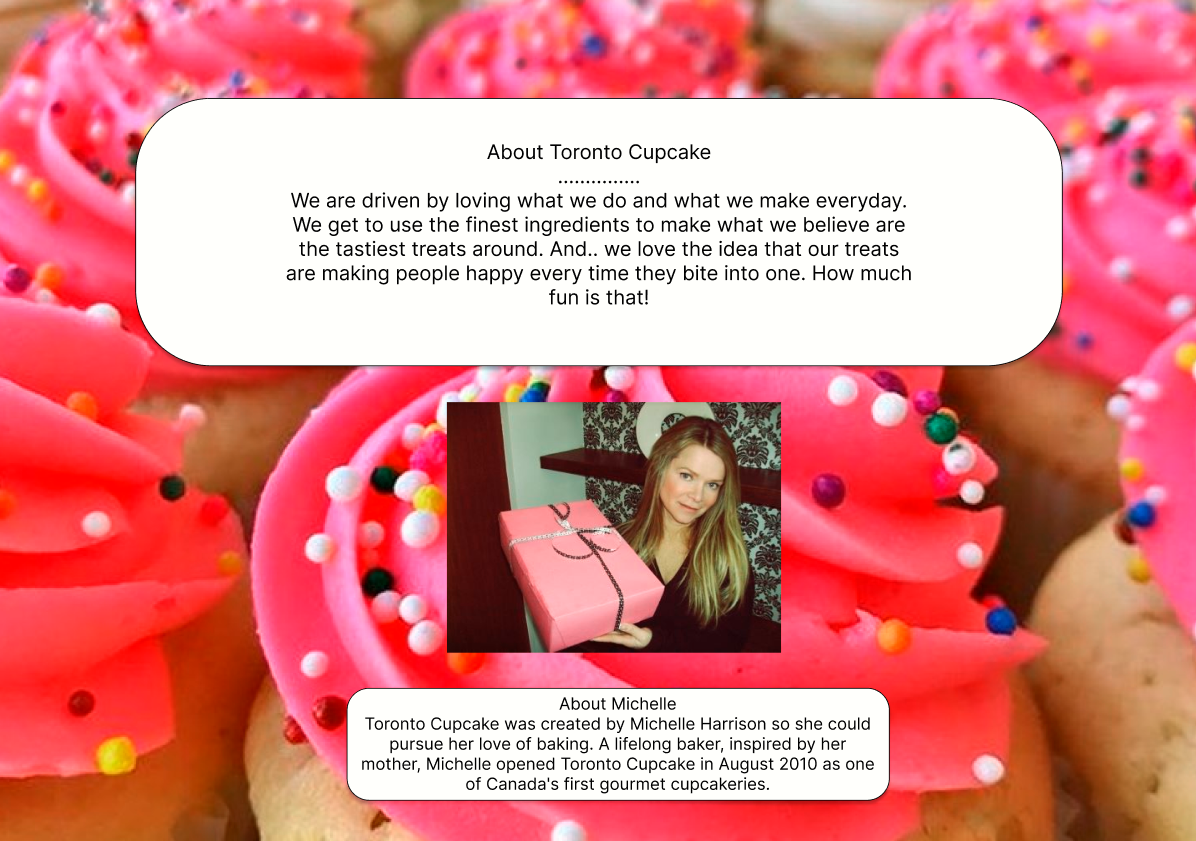 About Toronto Cupcake
...............
We are driven by loving what we do and what we make everyday.
We get to use the finest ingredients to make what we believe are
the tastiest treats around. And.. we love the idea that our treats
are making people happy every time they bite into one. How much
fun is that!
About Michelle
Toronto Cupcake was created by Michelle Harrison so she could
pursue her love of baking. A lifelong baker, inspired by her
mother, Michelle opened Toronto Cupcake in August 2010 as one
of Canada's first gourmet cupcakeries.